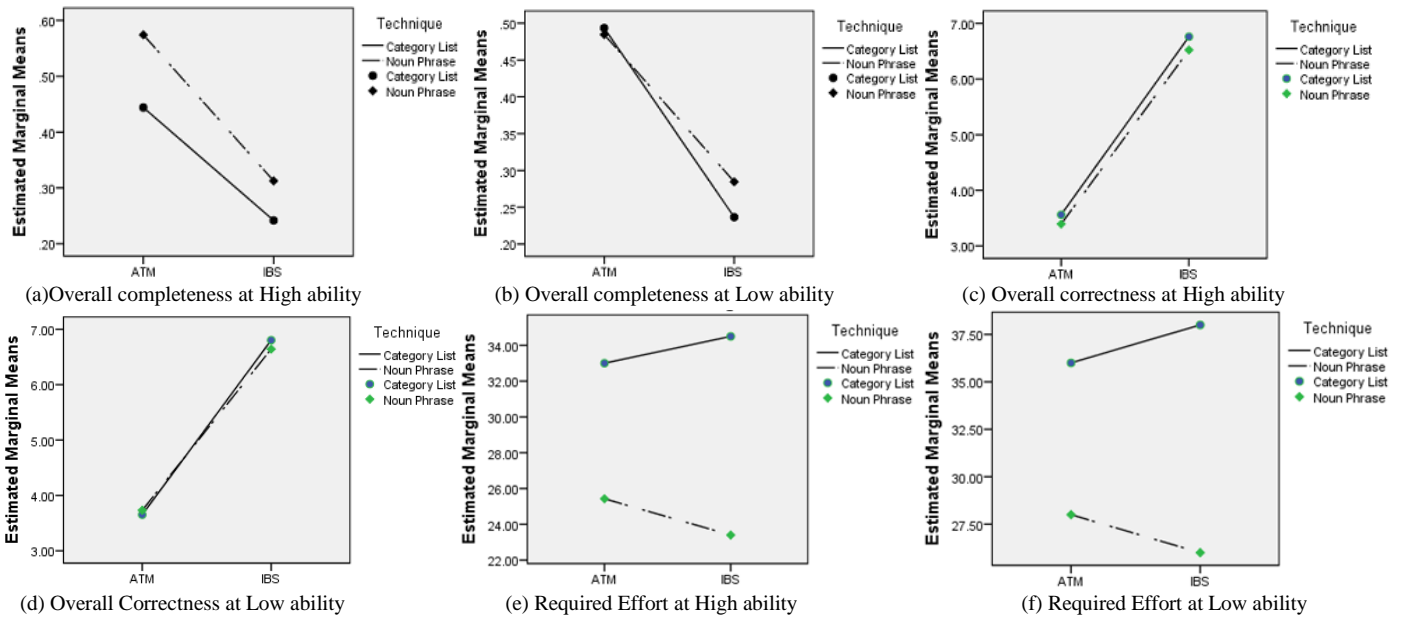 Estimated Marginal Means
.60
.50
.40
.30
.20
ATM
IBS
Technique
Category List
Noun Phrase
Category List
Noun Phrase
(a)Overall completeness at High ability
Estimated Marginal Means
.50
.45
.40
.35
.30
.25
.20
ATM
IBS
Technique
Category List
Noun Phrase
Category List
Noun Phrase
(b) Overall completeness at Low ability
Estimated Marginal Means
7.00
6.00
5.00
4.00
3.00
ATM
IBS
Technique
Category List
Noun Phrase
Category List
Noun Phrase
(c) Overall correctness at High ability
Estimated Marginal Means
7.00
6.00
5.00
4.00
3.00
ATM
IBS
Technique
Category List
Noun Phrase
Category List
Noun Phrase
(d) Overall Correctness at Low ability
Estimated Marginal Means
34.00
32.00
30.00
28.00
26.00
24.00
22.00
ATM
IBS
Technique
Category List
Noun Phrase
Category List
Noun Phrase
(e) Required Effort at High ability
Estimated Marginal Means
37.50
35.00
32.50
30.00
27.50
ATM
IBS
Technique
Category List
Noun Phrase
Category List
Noun Phrase
(f) Required Effort at Low ability